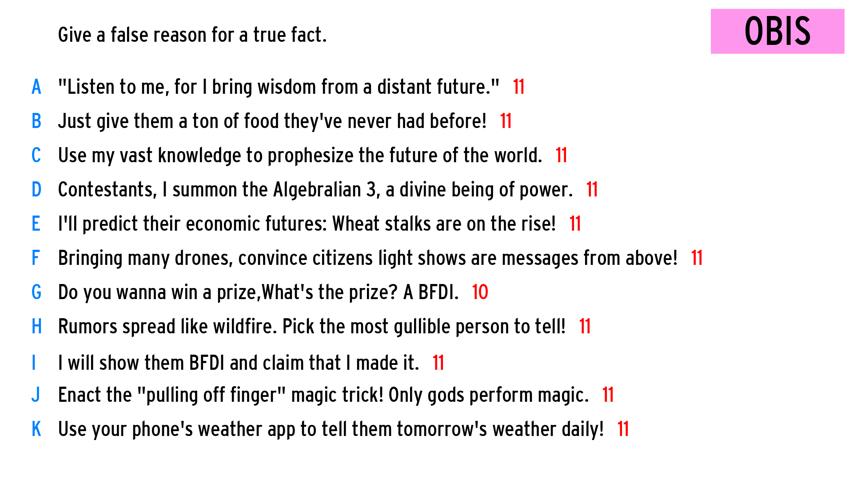 Give a false reason for a true fact.
OBIS
A "Listen to me, for I bring wisdom from a distant future." 11
B Just give them a ton of food they've never had before! 11
C Use my vast knowledge to prophesize the future of the world. 11
D Contestants, I summon the Algebralian 3, a divine being of power. 11
E I'll predict their economic futures: Wheat stalks are on the rise! 11
F Bringing many drones, convince citizens light shows are messages from above! 11
G Do you wanna win a prize,What's the prize? A BFDI. 10
H Rumors spread like wildfire. Pick the most gullible person to tell! 11
I I will show them BFDI and claim that I made it. 11
J Enact the "pulling off finger" magic trick! Only gods perform magic. 11
K Use your phone's weather app to tell them tomorrow's weather daily! 11